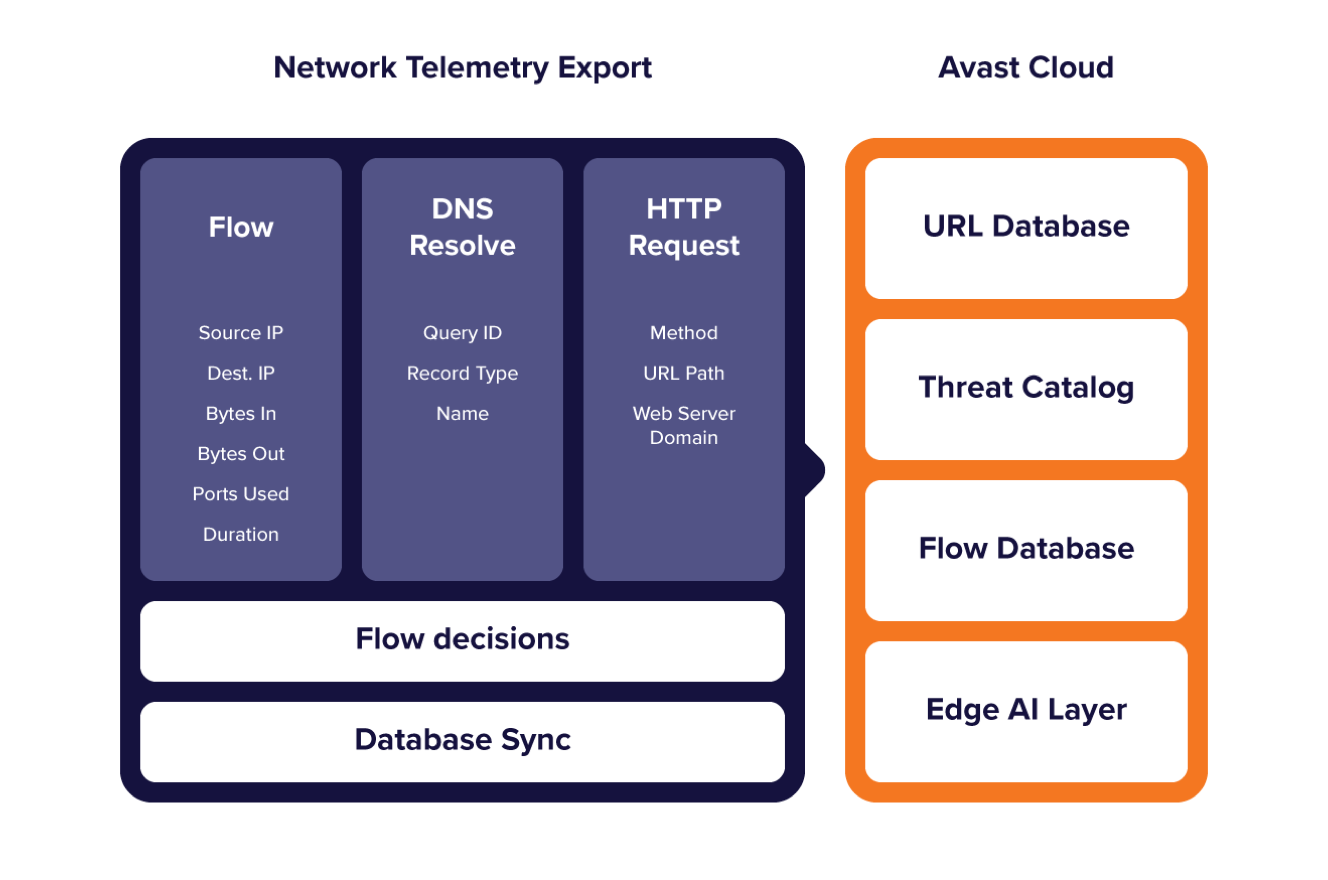 Network Telemetry Export
Avast Cloud
Flow
Source IP
Dest. IP
Bytes In
Bytes Out
Ports Used
Duration
DNS
Resolve
Query ID
Record Type
Name
HTTP
Request
Method
URL Path
Web Server
Domain
Flow decisions
Database Sync
URL Database
Threat Catalog
Flow Database
Edge AI Layer